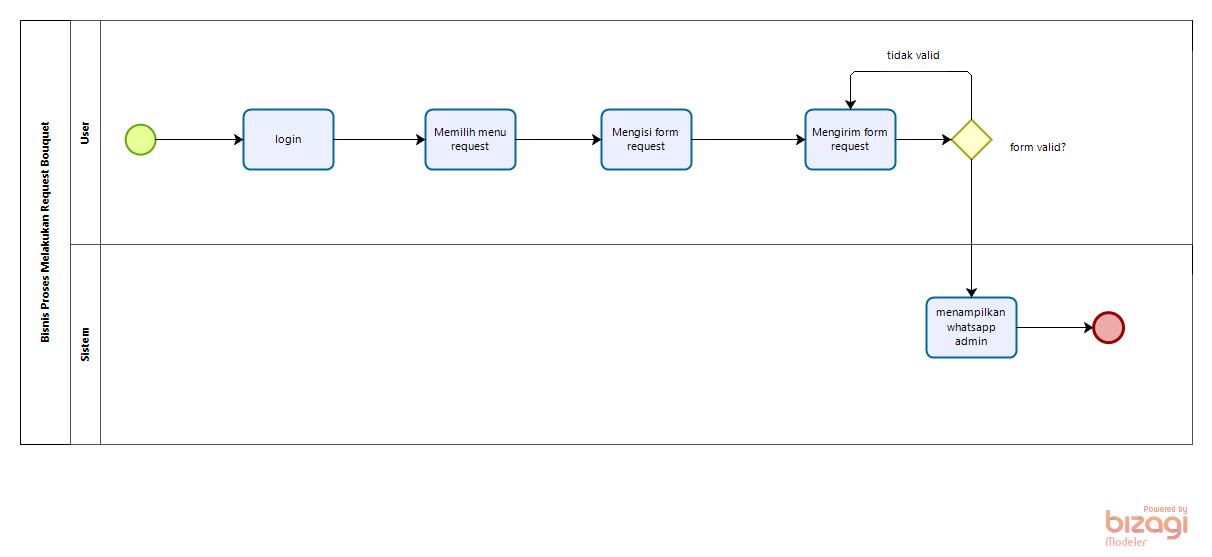 Bisnis Proses Melakukan Request Bouquet
User
login
Memilih menu
request
Mengisi form
request
Mengirim form
request
tidak valid
form valid?
Sistem
menampilkan
whatsapp
admin
Powered by
bizagi
Modeler